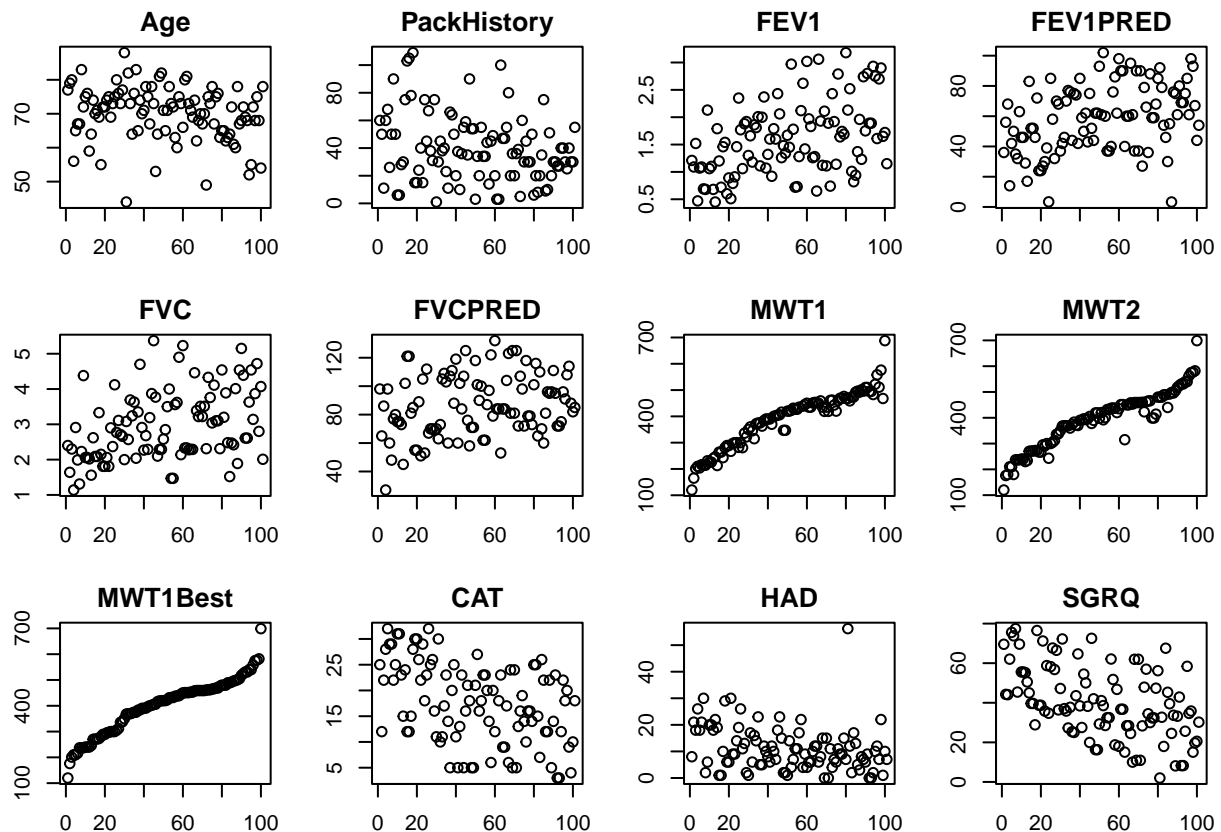 Age PackHistory FEV1 FEV1PRED
50 70
0 20 60 100
0 40 80
0 20 60 100
0.5 1.5 2.5
0 20 60 100
0 40 80
0 20 60 100
FVC FVCPRED MWT1 MWT2
1 2 3 4 5
0 20 60 100
40 80 120
0 20 60 100
100 400 700
0 20 60 100
100 400 700
0 20 60 100
MWT1Best CAT HAD SGRQ
100 400 700
0 20 60 100
5 15 25
0 20 60 100
0 20 40
0 20 60 100
0 20 60
0 20 60 100